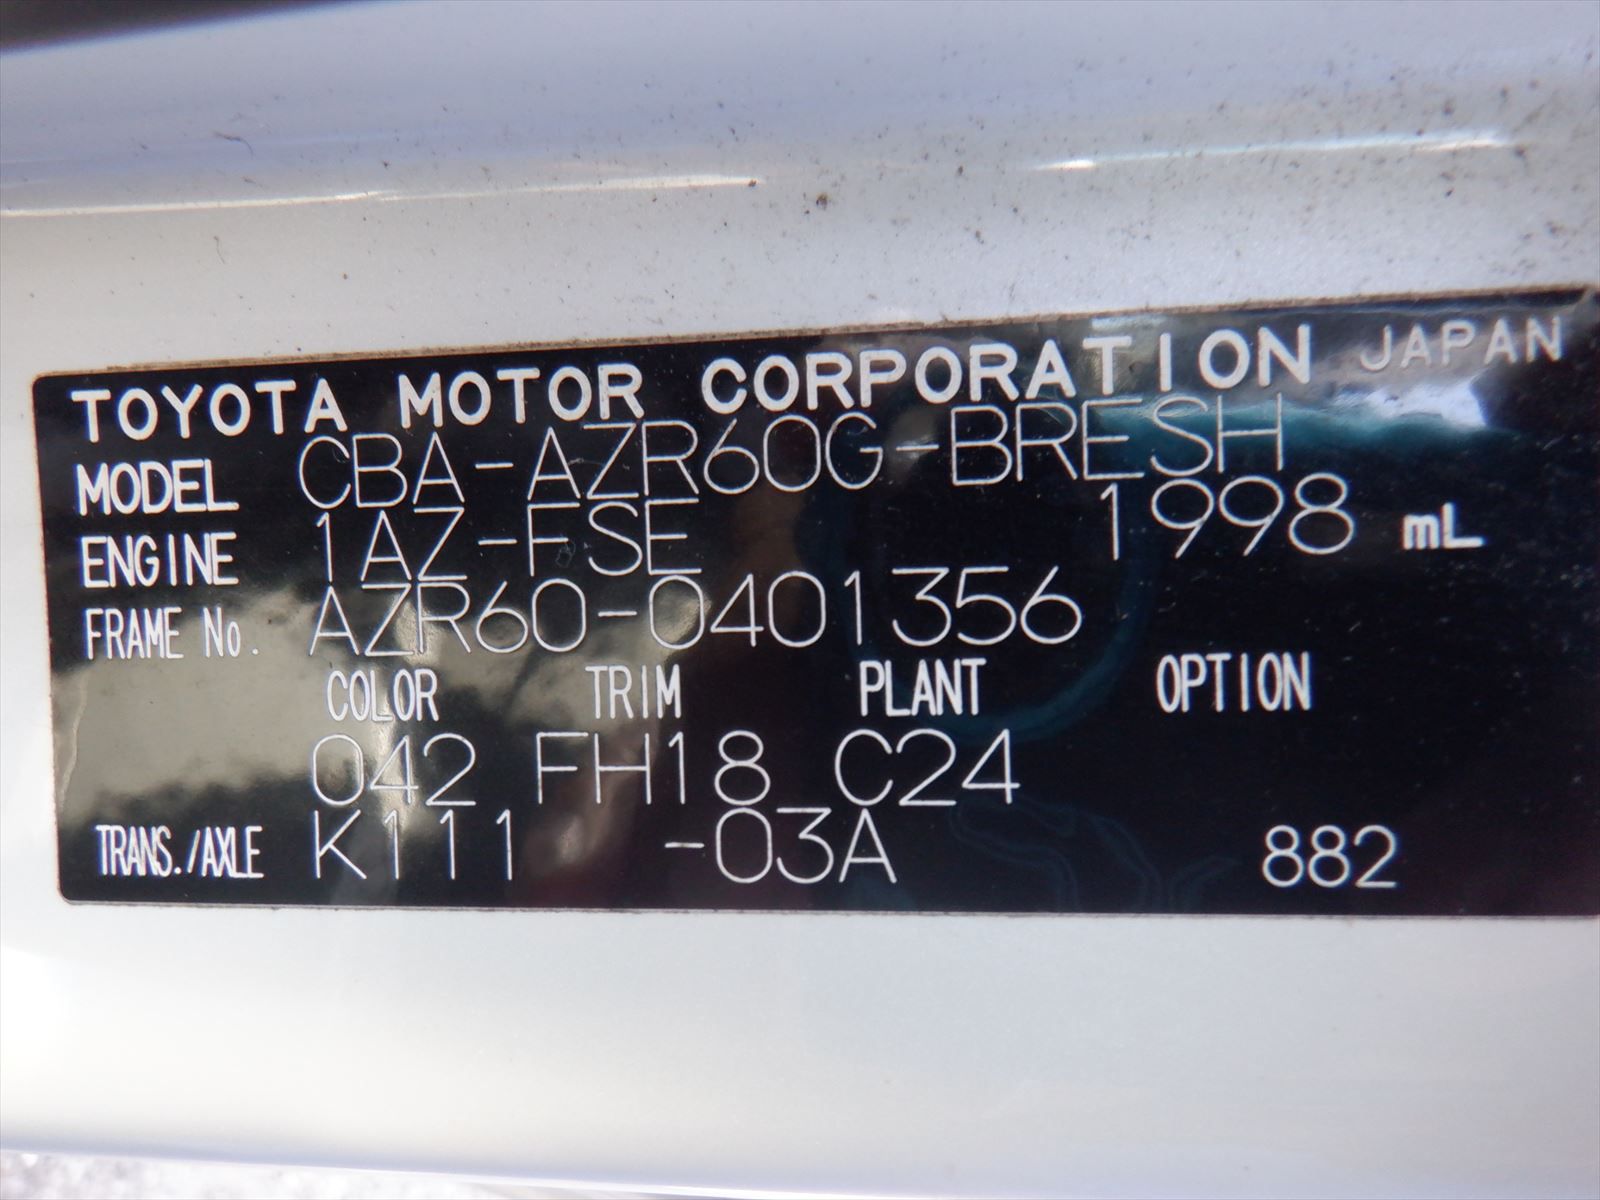 TOYOTA MOTOR CORPORATION JAPAN
MODEL CBA-AZR60G-BRESH
ENGINE 1AZ-FSE 1998 mL
FRAME No. AZR60-0401356
COLOR TRIM PLANT OPTION
042 FH18 C24
TRANS./AXLE K111 -03A 882